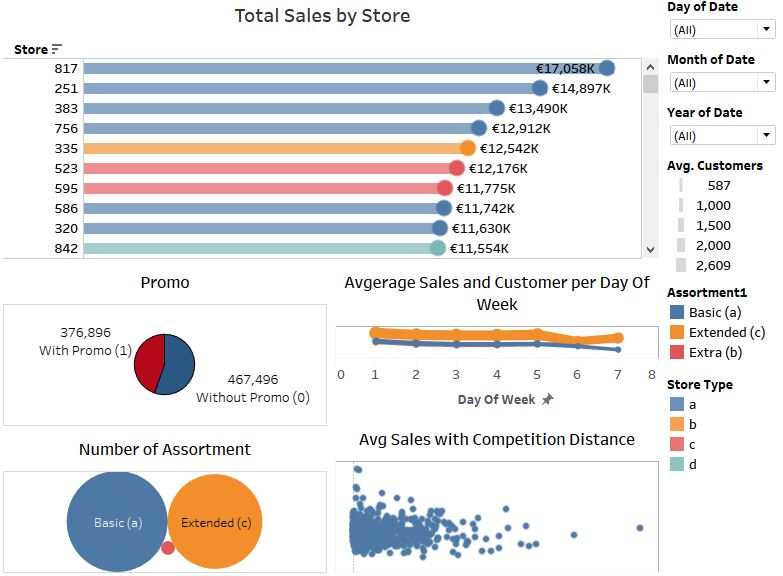 Total Sales by Store
Store
817 €17,058K
251 €14,897K
383 €13,490K
756 €12,912K
335 €12,542K
523 €12,176K
595 €11,775K
586 €11,742K
320 €11,630K
842 €11,554K
Day of Date
(All)
Month of Date
(All)
Year of Date
(All)
Avg. Customers
587
1,000
1,500
2,000
2,609
Assortment1
Basic (a)
Extended (c)
Extra (b)
Store Type
a
b
c
d
Promo
376,896
With Promo (1)
467,496
Without Promo (0)
Avgerage Sales and Customer per Day Of
Week
0 1 2 3 4 5 6 7 8
Day Of Week
Number of Assortment
Basic (a)
Extended (c)
Avg Sales with Competition Distance